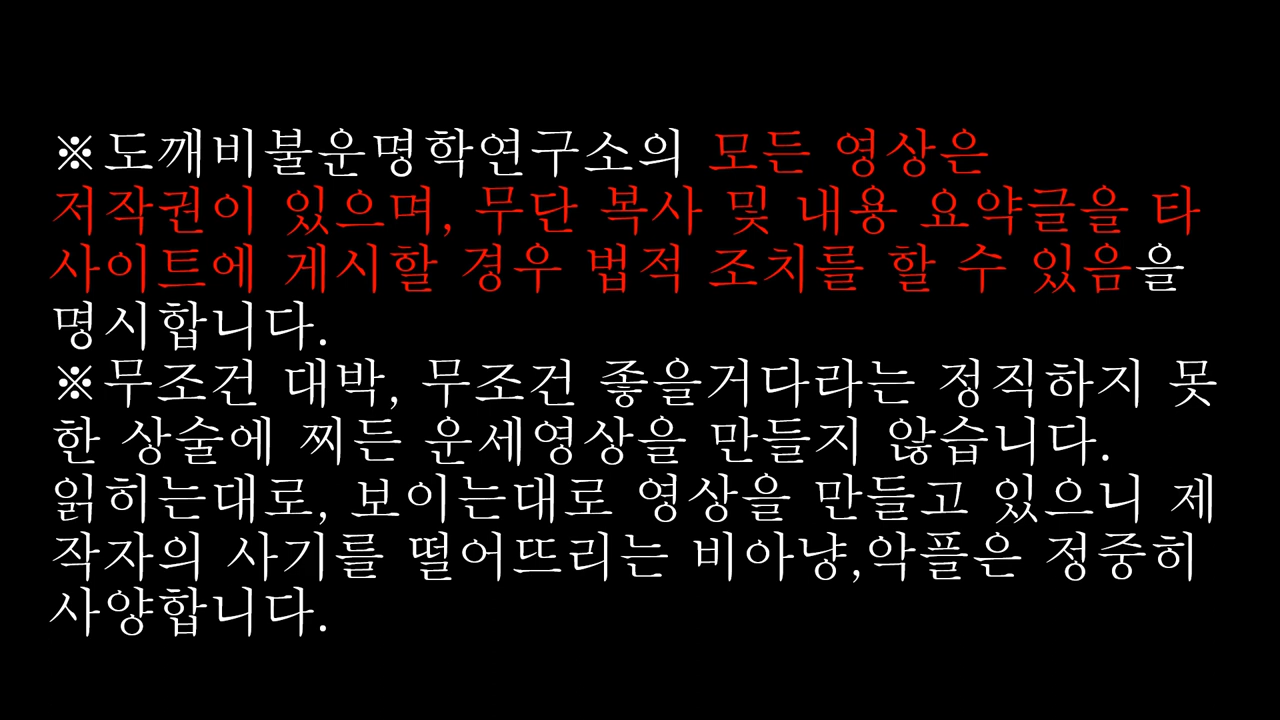 ※도깨비불운명학연구소의 모든 영상은
저작권이 있으며, 무단 복사 및 내용 요약글을 타
사이트에 게시할 경우 법적 조치를 할 수 있음을
명시합니다.
※무조건 대박, 무조건 좋을거다라는 정직하지 못
한 상술에 찌든 운세영상을 만들지 않습니다.
읽히는대로, 보이는대로 영상을 만들고 있으니 제
작자의 사기를 떨어뜨리는 비아냥,악플은 정중히
사양합니다.